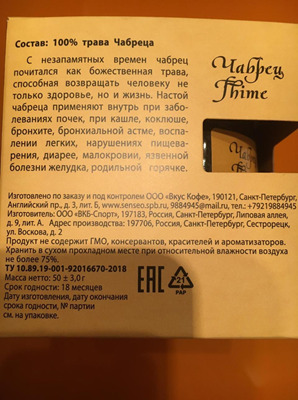 Состав: 100% трава Чабреца
С незапамятных времен чабрец
почитался как божественная трава,
способная возвращать человеку не
только здоровье, но и жизнь. Настой
чабреца применяют внутрь при забо-
леваниях почек, при кашле, коклюше,
бронхите, бронхиальной астме, воспа-
лении легких, нарушениях пищева-
рения, диарее, малокровии, язвенной
болезни желудка, родильной горячке.
Чабрец
Thime
Чабрец
Thime
Изготовлено по заказу и под контролем ООО «Вкус Кофе», 190121, Санкт-Петербург,
Английский пр., д. 3, лит. Б, www.senseo.spb.ru, 9884945@mail.ru, тел. +79219884945
Изготовитель: ООО «ВКБ-Спорт», 197183, Россия, Санкт-Петербург, Липовая аллея,
д. 9, лит. А. Адрес производства: 197706, Россия, Санкт-Петербург, Сестрорецк,
ул. Воскова, д. 2
Продукт не содержит ГМО, консервантов, красителей и ароматизаторов.
Хранить в сухом прохладном месте при относительной влажности воздуха
не более 75%.
ТУ 10.89.19-001-92016670-2018
Масса нетто: 50 ± 3,0 г
Срок годности: 18 месяцев
Дату изготовления, дату окончания
срока годности, № партии
см. на упаковке.
EAC
21
PAP